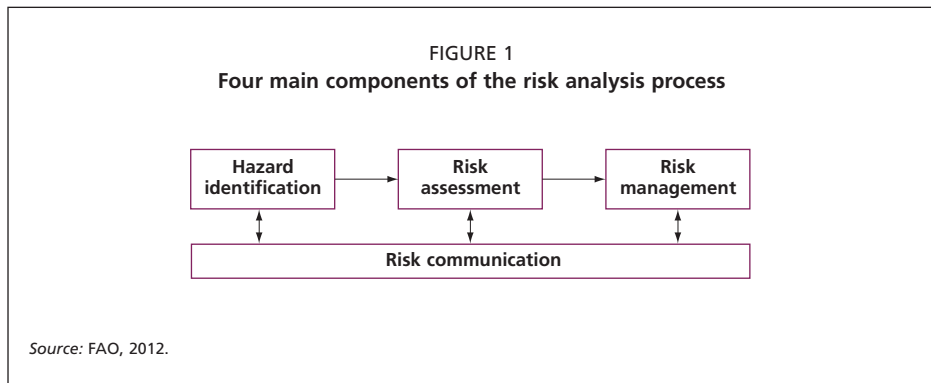 FIGURE 1
Four main components of the risk analysis process
Hazard
identification
Risk
assessment
Risk
management
Risk communication
Source: FAO, 2012.